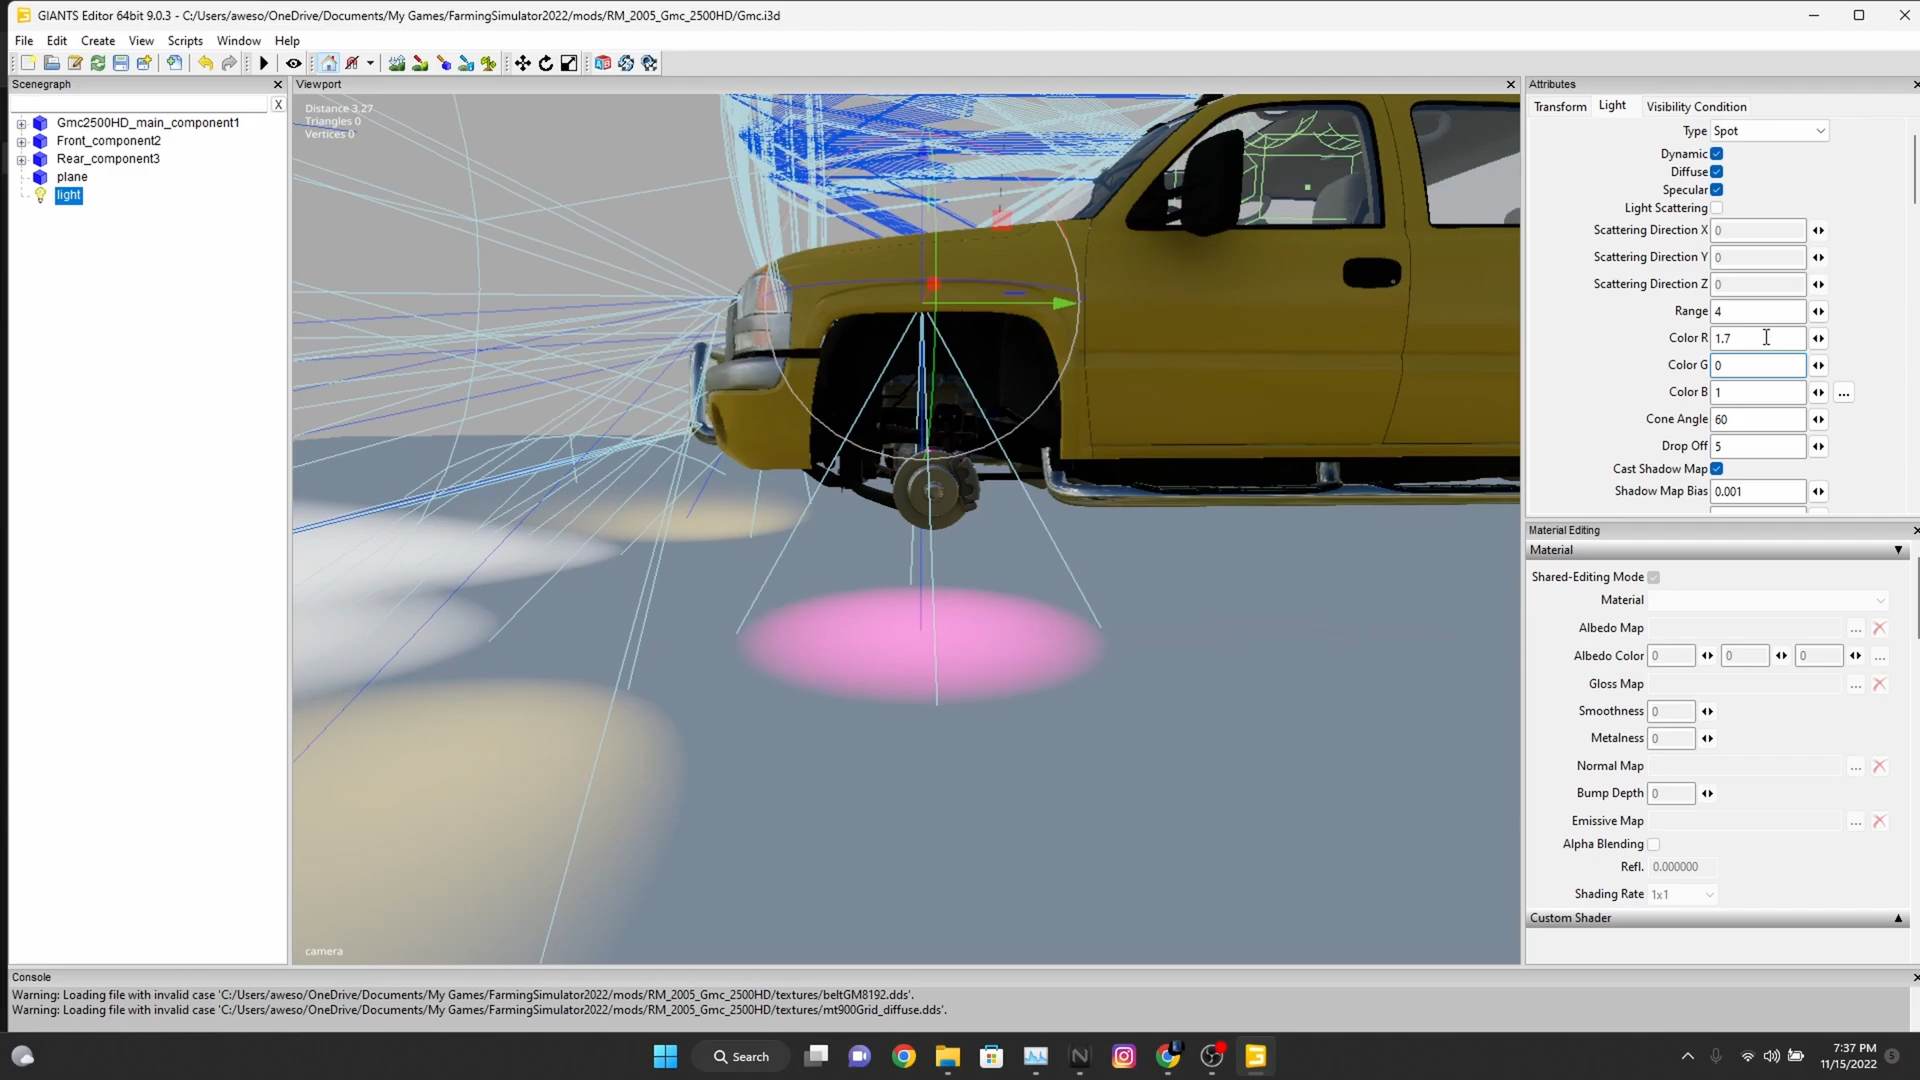 GIANTS Editor 64bit 9.0.3 - C:/Users/aweso/OneDrive/Documents/My Games/FarmingSimulator2022/mods/RM_2005_Gmc_2500HD/Gmc.i3d
File Edit Create View Scripts Window Help
Scenegraph
X
Gmc2500HD_main_component1
Front_component2
Rear_component3
plane
light
Viewport
Distance 3.27
Triangles 0
Vertices 0
camera
Attributes
Transform Light Visibility Condition
Type Spot
Dynamic
Diffuse
Specular
Light Scattering
Scattering Direction X 0
Scattering Direction Y 0
Scattering Direction Z 0
Range 4
Color R 1.7
Color G 0
Color B 1 ...
Cone Angle 60
Drop Off 5
Cast Shadow Map
Shadow Map Bias 0.001
Material Editing
Material
Shared-Editing Mode
Material
Albedo Map ...
Albedo Color 0 0 0 ...
Gloss Map ...
Smoothness 0
Metalness 0
Normal Map ...
Bump Depth 0
Emissive Map ...
Alpha Blending
Refl. 0.000000
Shading Rate 1x1
Custom Shader
Console
Warning: Loading file with invalid case 'C:/Users/aweso/OneDrive/Documents/My Games/FarmingSimulator2022/mods/RM_2005_Gmc_2500HD/textures/beltGM8192.dds'.
Warning: Loading file with invalid case 'C:/Users/aweso/OneDrive/Documents/My Games/FarmingSimulator2022/mods/RM_2005_Gmc_2500HD/textures/mt900Grid_diffuse.dds'.
Search
7:37 PM
11/15/2022
5